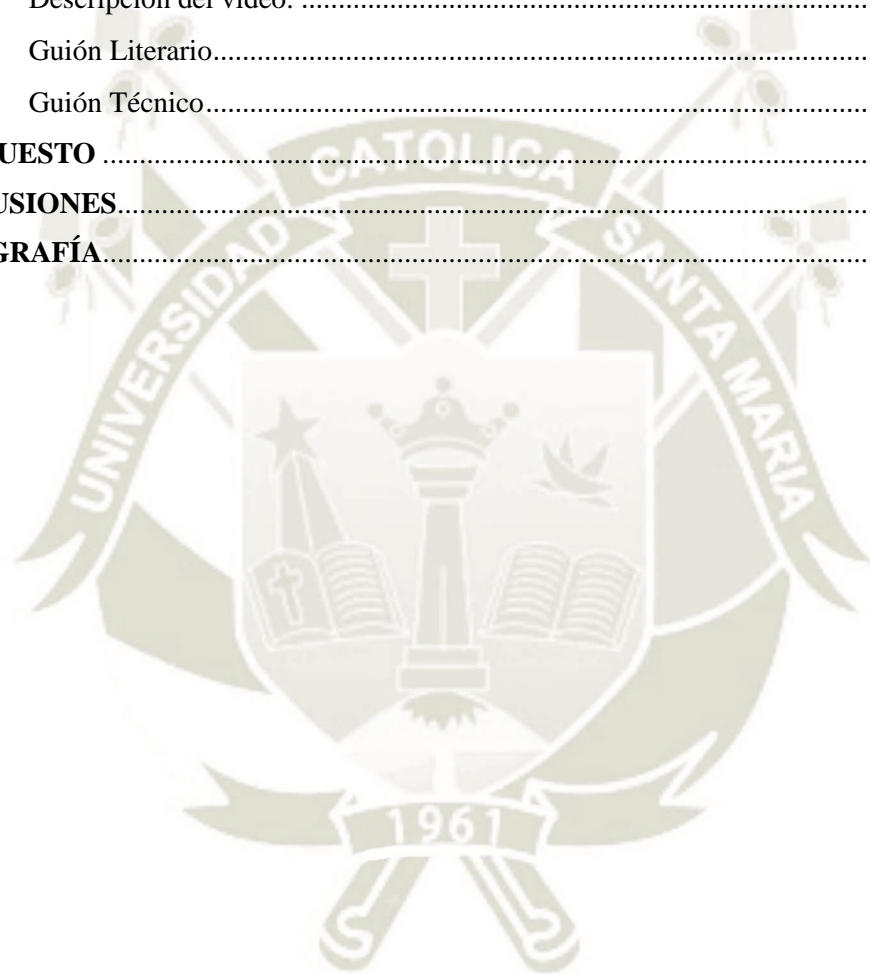 Descripción del video: ........................................................................................
Guión Literario........................................................................................................
Guión Técnico.........................................................................................................
UESTO ........................................................................................................................
USIONES......................................................................................................................
GRAFÍA........................................................................................................................
UNIVERSIDAD CATOLICA SANTA MARIA
1961